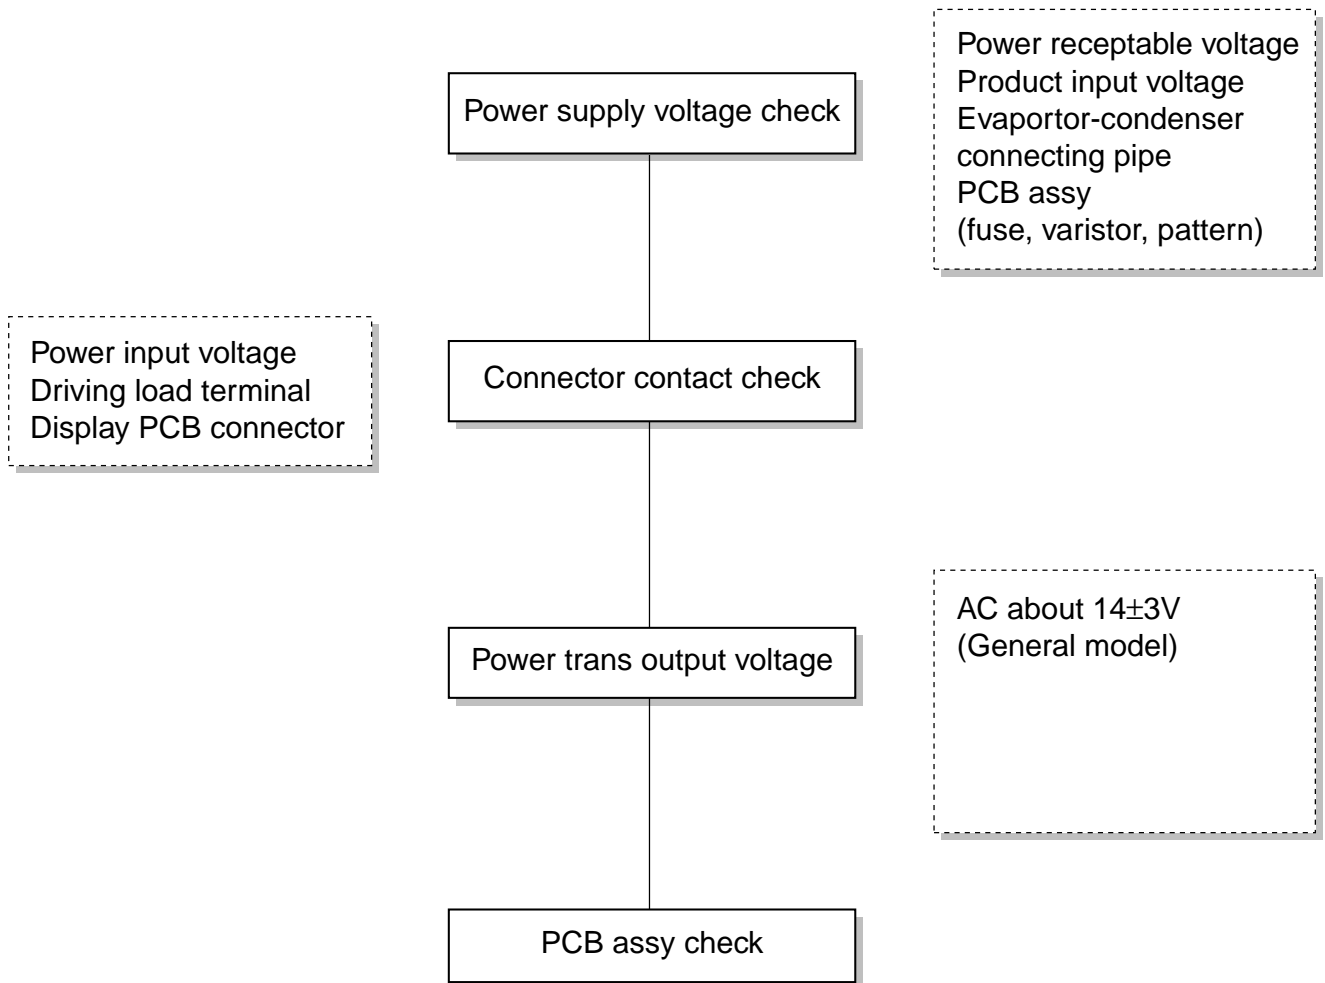 Power receptable voltage
Product input voltage
Evaportor-condenser
connecting pipe
PCB assy
(fuse, varistor, pattern)
Power supply voltage check
Power input voltage
Driving load terminal
Display PCB connector
Connector contact check
AC about 14±3V
(General model)
Power trans output voltage
PCB assy check